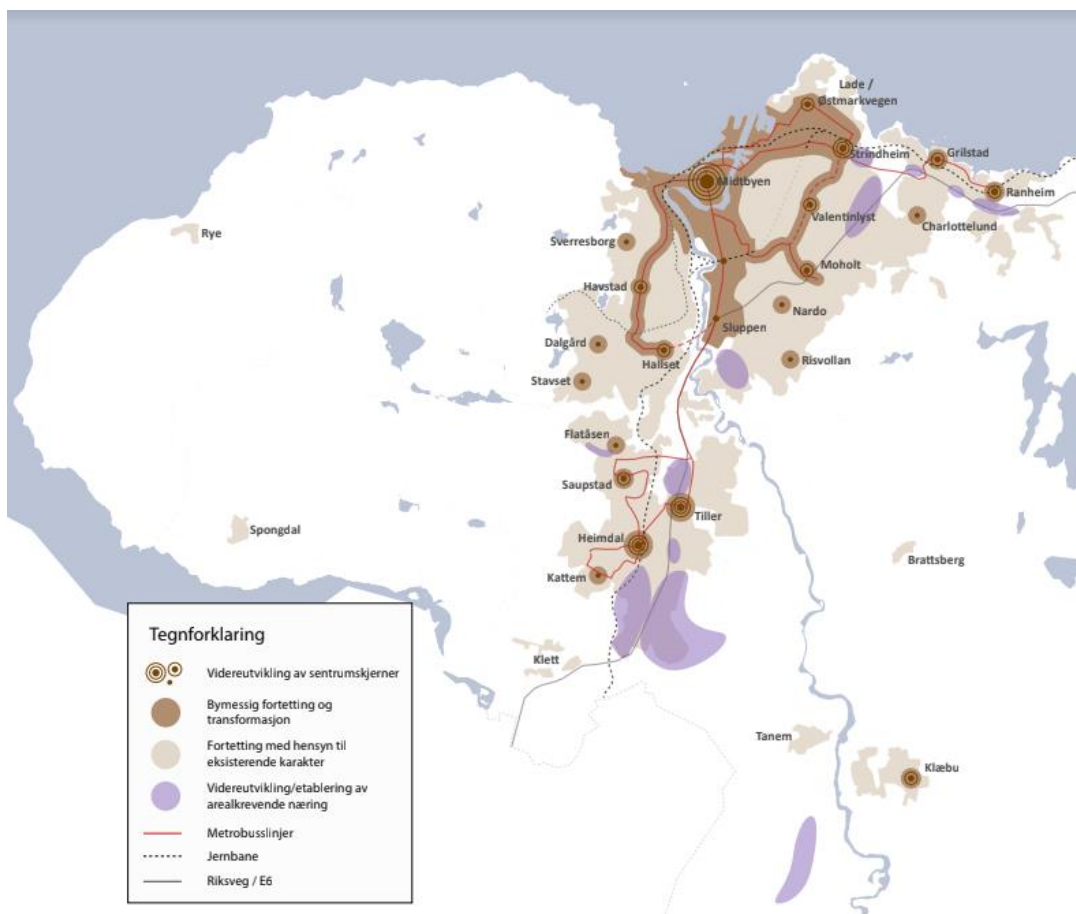 Lade /
Østmarkvegen
Strindheim
Grilstad
Midtbyen
Ranheim
Valentinlyst
Charlottelund
Rye
Sverresborg
Moholt
Havstad
Nardo
Sluppen
Dalgård
Hallset
Risvollan
Stavset
Flatåsen
Saupstad
Tiller
Spongdal
Heimdal
Brattsberg
Kattem
Klett
Tanem
Klæbu
Tegnforklaring
Videreutvikling av sentrumskjerner
Bymessig fortetting og
transformasjon
Fortetting med hensyn til
eksisterende karakter
Videreutvikling/etablering av
arealkrevende næring
Metrobusslinjer
Jernbane
Riksveg / E6